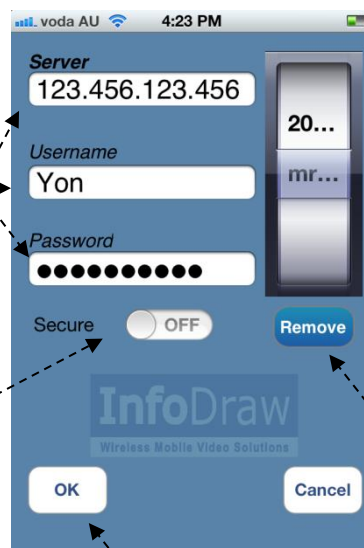 voda AU 4:23 PM
Server
123.456.123.456
20...
Username
mr...
Yon
Password
●●●●●●●●●●
Secure OFF Remove
InfoDraw
Wireless Mobile Video Solutions
OK Cancel